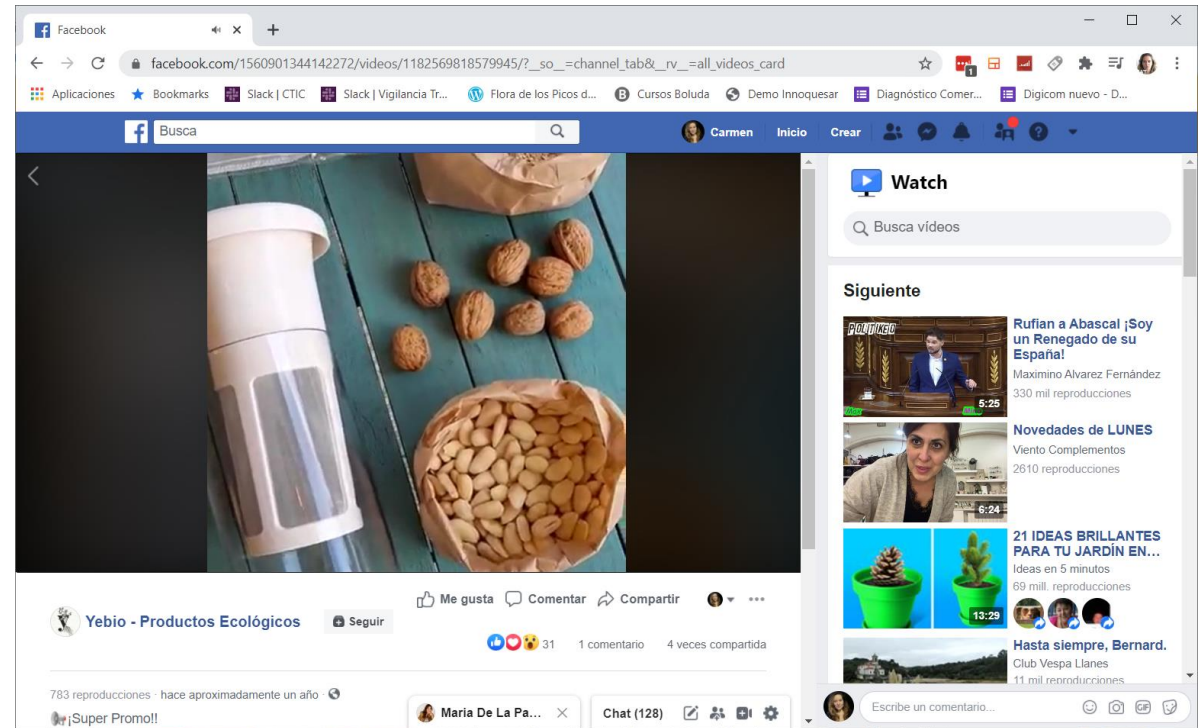 Facebook
facebook.com/1560901344142272/videos/1182569818579945/?__so__=channel_tab&__rv__=all_videos_card
1
Aplicaciones
Bookmarks
Slack | CTIC
Slack | Vigilancia Tr...
Flora de los Picos d...
Cursos Boluda
Demo Innoquesar
Diagnóstico Comer...
Digicom nuevo - D...
Busca
Carmen
Inicio
Crear
Watch
Busca vídeos
Siguiente
POLITIKEO
5:25
Rufian a Abascal ¡Soy
un Renegado de su
España!
Maximino Alvarez Fernández
330 mil reproducciones
6:24
Novedades de LUNES
Viento Complementos
2610 reproducciones
13:29
21 IDEAS BRILLANTES
PARA TU JARDÍN EN...
Ideas en 5 minutos
69 mill. reproducciones
Hasta siempre, Bernard.
Club Vespa Llanes
11 mil reproducciones
Me gusta
Comentar
Compartir
Yebio - Productos Ecológicos
Seguir
31
1 comentario
4 veces compartida
783 reproducciones · hace aproximadamente un año ·
¡Super Promo!!
Maria De La Pa...
Chat (128)
Escribe un comentario...
GIF